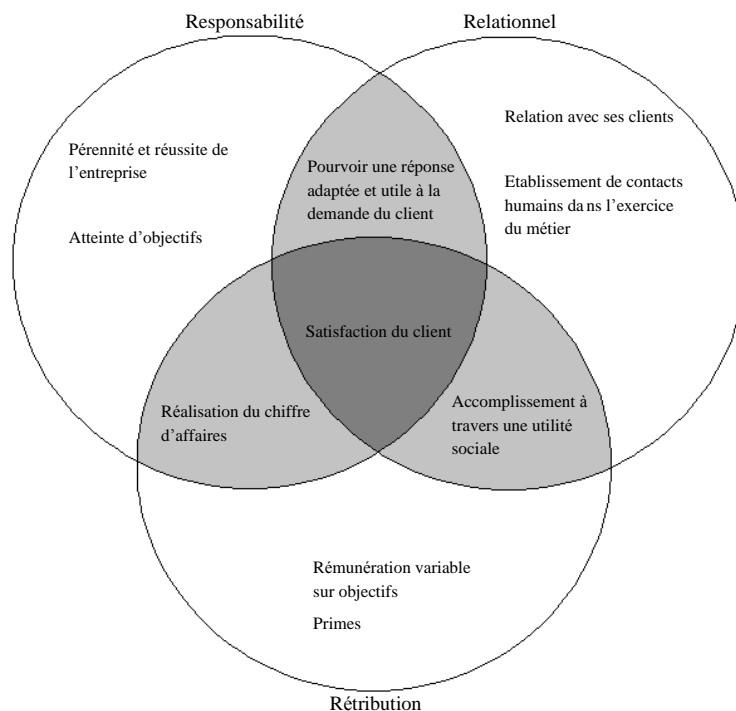 Responsabilité
Relationnel
Relation avec ses clients
Pérennité et réussite de
l’entreprise
Pourvoir une réponse
adaptée et utile à la
demande du client
Etablissement de contacts
humains da ns l’exercice
du métier
Atteinte d’objectifs
Satisfaction du client
Réalisation du chiffre
d’affaires
Accomplissement à
travers une utilité
sociale
Rémunération variable
sur objectifs
Primes
Rétribution